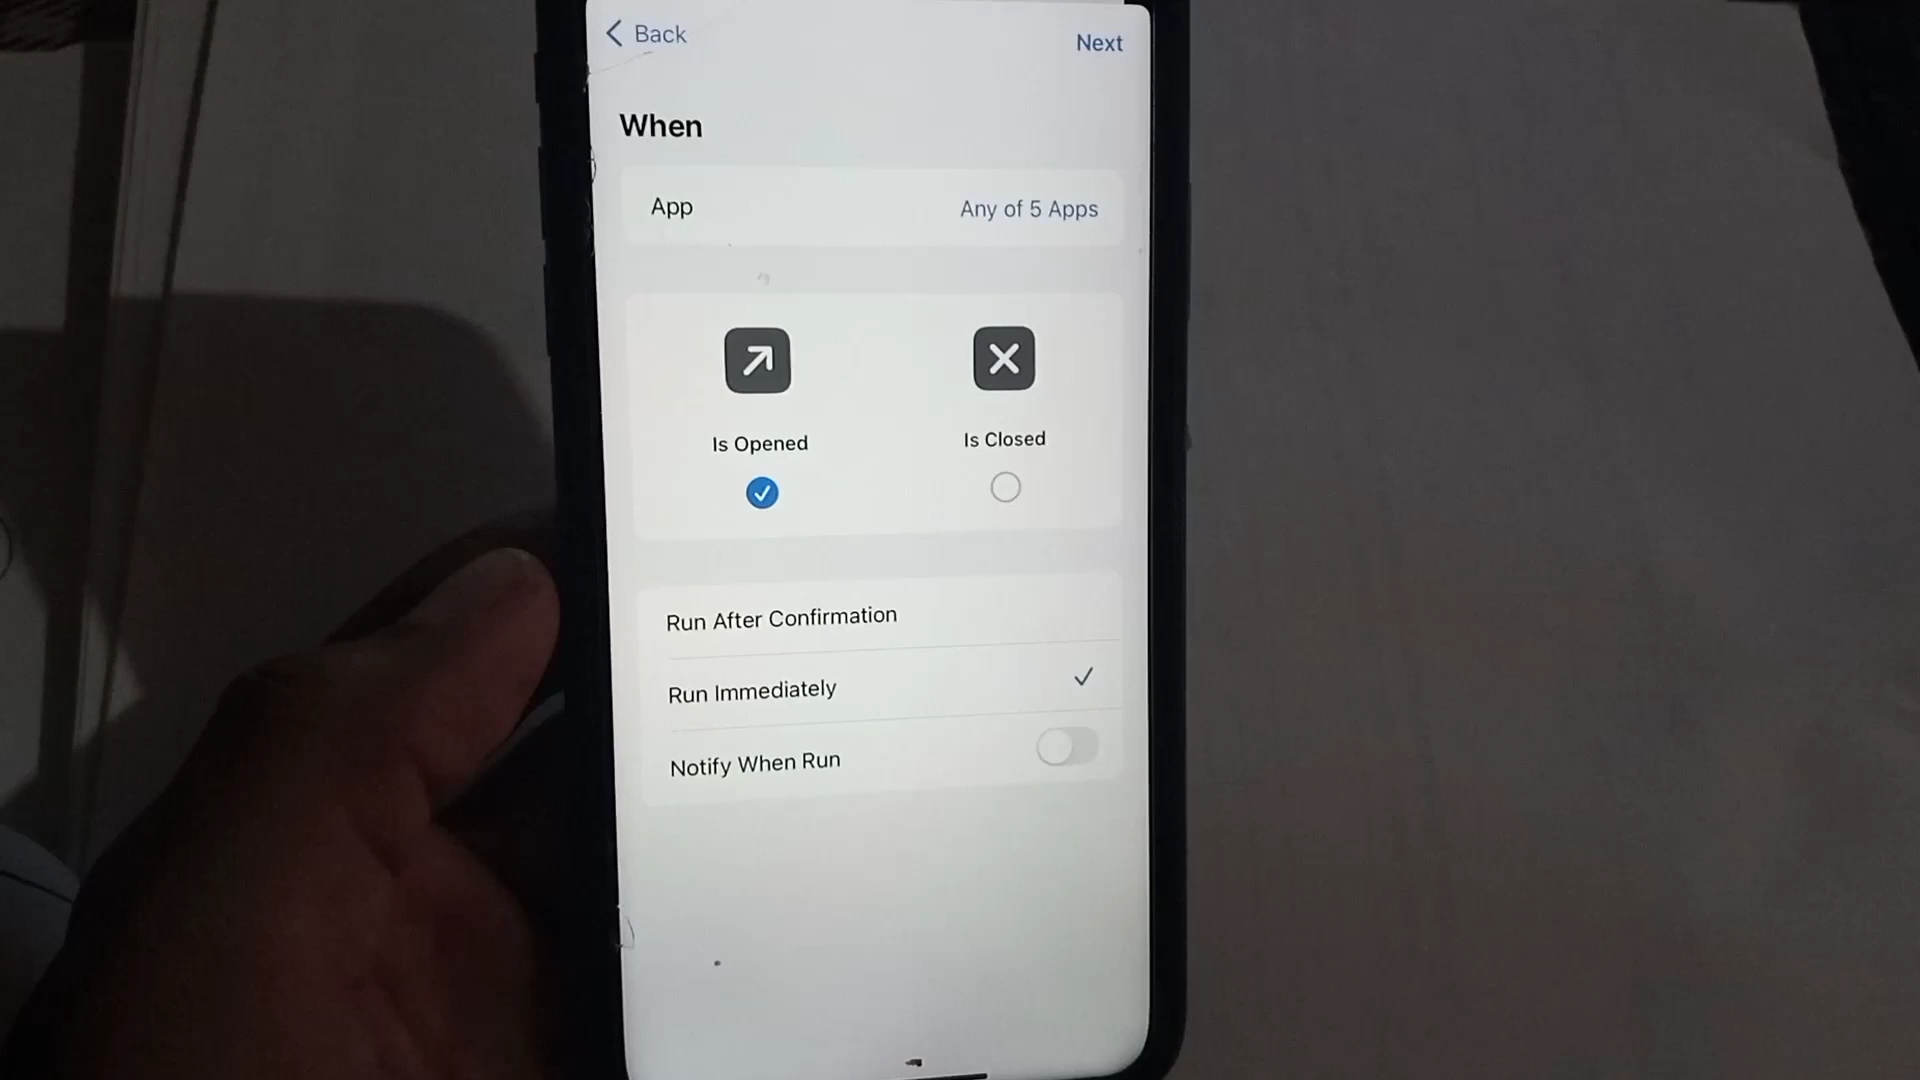 Back
Next
When
App
Any of 5 Apps
Is Opened
Is Closed
Run After Confirmation
Run Immediately
Notify When Run